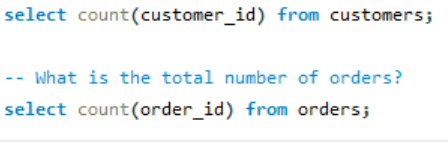 select count(customer_id) from customers;
-- What is the total number of orders?
select count(order_id) from orders;